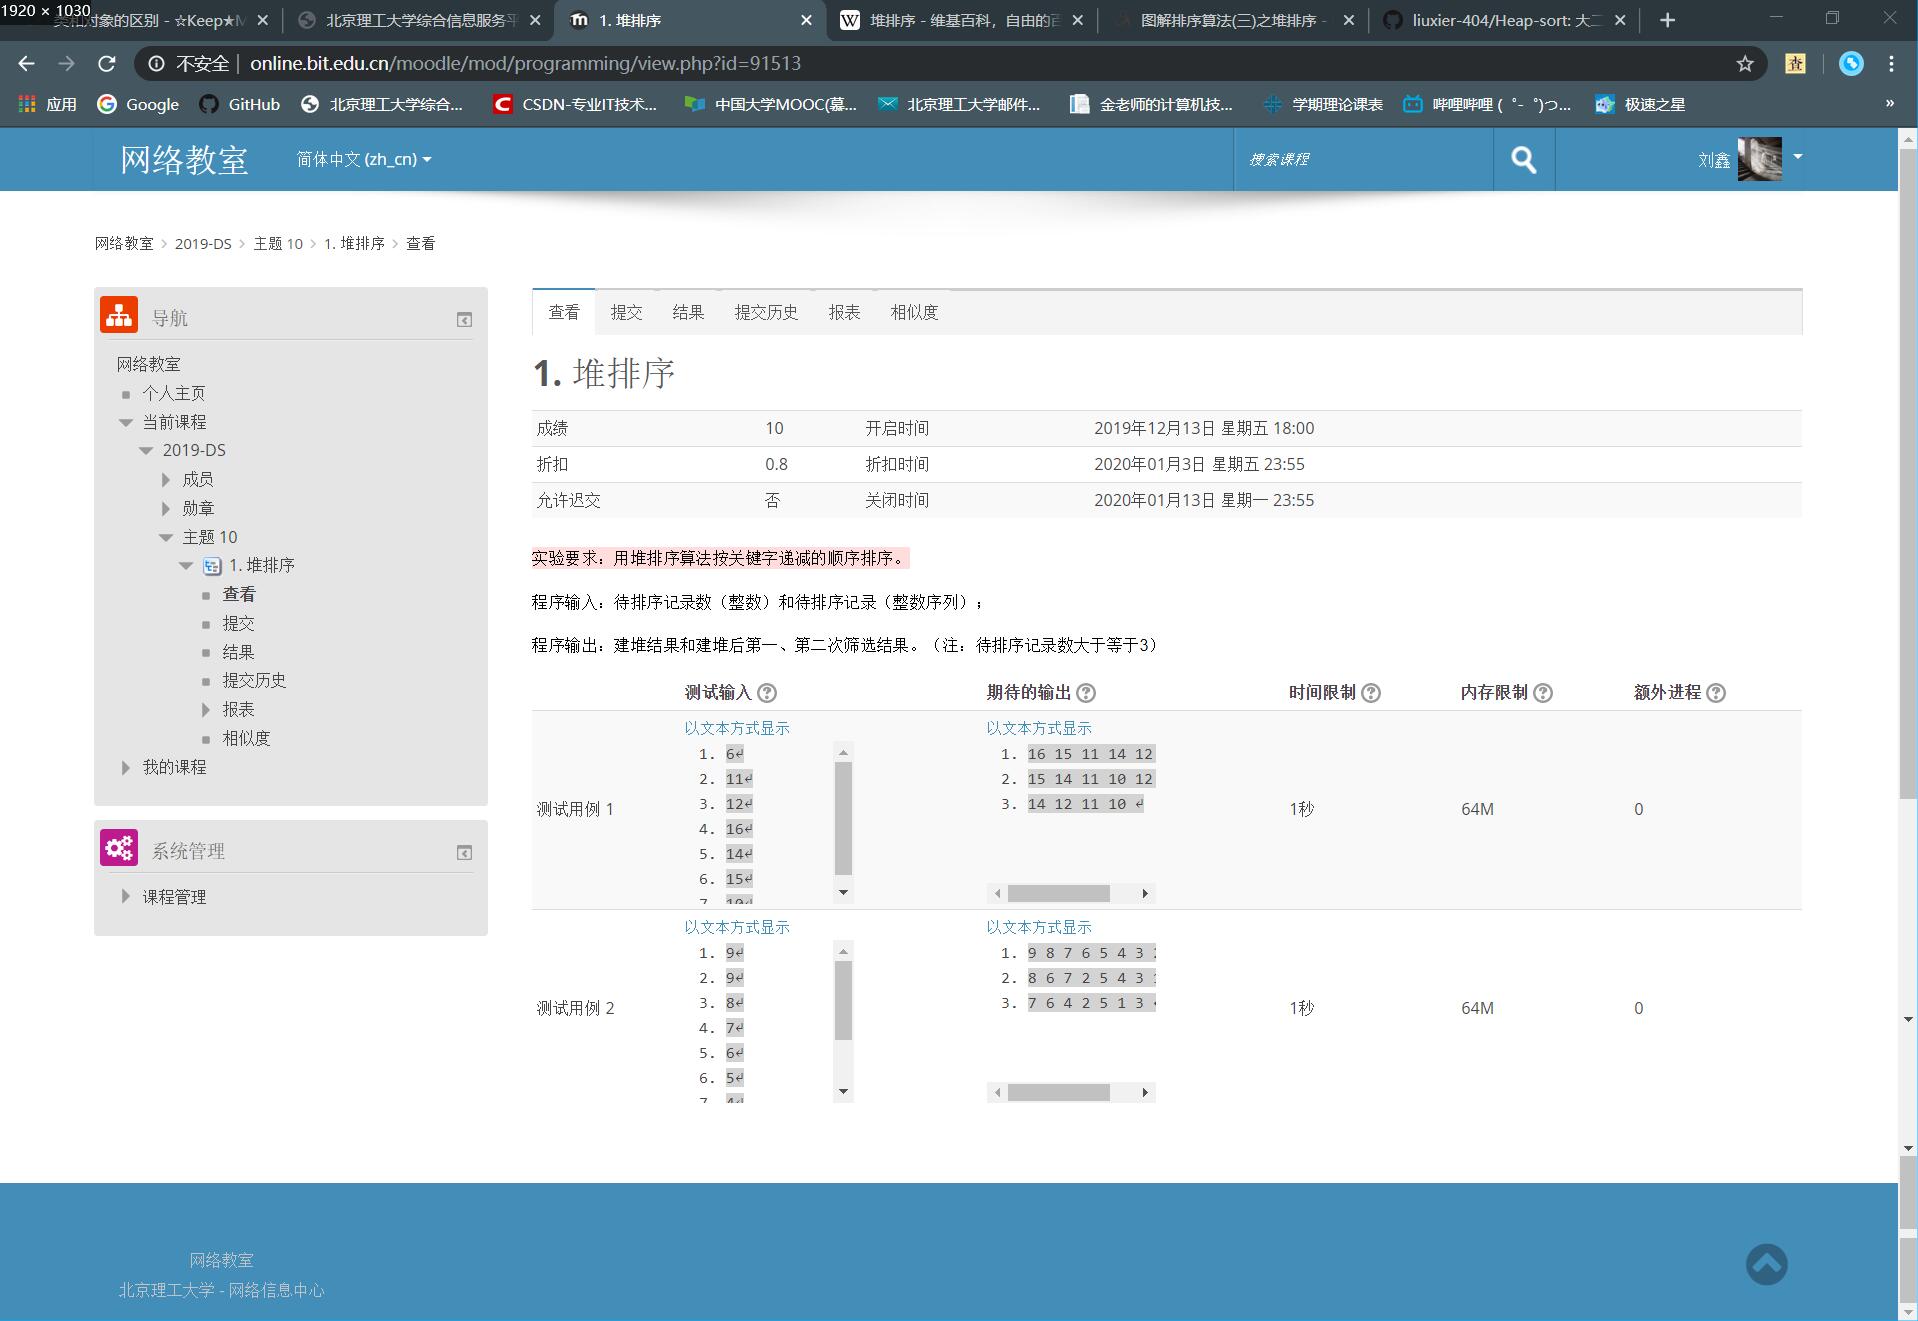 1920 × 1030
类和对象的区别 - ☆Keep★M
北京理工大学综合信息服务平
1. 堆排序
堆排序 - 维基百科，自由的百
图解排序算法(三)之堆排序 -
liuxier-404/Heap-sort: 大二
不安全 | online.bit.edu.cn/moodle/mod/programming/view.php?id=91513
查
应用
Google
GitHub
北京理工大学综合...
CSDN-专业IT技术...
中国大学MOOC(慕...
北京理工大学邮件...
金老师的计算机技...
学期理论课表
哔哩哔哩 ( ゜- ゜)つ...
极速之星
»
网络教室
简体中文 (zh_cn)
搜索课程
刘鑫
网络教室 > 2019-DS > 主题 10 > 1. 堆排序 > 查看
导航
网络教室
个人主页
当前课程
2019-DS
成员
勋章
主题 10
1. 堆排序
查看
提交
结果
提交历史
报表
相似度
我的课程
系统管理
课程管理
查看 提交 结果 提交历史 报表 相似度
1. 堆排序
成绩 10 开启时间 2019年12月13日 星期五 18:00
折扣 0.8 折扣时间 2020年01月3日 星期五 23:55
允许迟交 否 关闭时间 2020年01月13日 星期一 23:55
实验要求：用堆排序算法按关键字递减的顺序排序。
程序输入：待排序记录数（整数）和待排序记录（整数序列）；
程序输出：建堆结果和建堆后第一、第二次筛选结果。（注：待排序记录数大于等于3）
测试输入 期待的输出 时间限制 内存限制 额外进程
测试用例 1
以文本方式显示
1. 6↵
2. 11↵
3. 12↵
4. 16↵
5. 14↵
6. 15↵
7. 10↵
以文本方式显示
1. 16 15 11 14 12
2. 15 14 11 10 12
3. 14 12 11 10 ↵
1秒 64M 0
测试用例 2
以文本方式显示
1. 9↵
2. 9↵
3. 8↵
4. 7↵
5. 6↵
6. 5↵
7. 4↵
以文本方式显示
1. 9 8 7 6 5 4 3
2. 8 6 7 2 5 4 3
3. 7 6 4 2 5 1 3
1秒 64M 0
网络教室
北京理工大学 - 网络信息中心